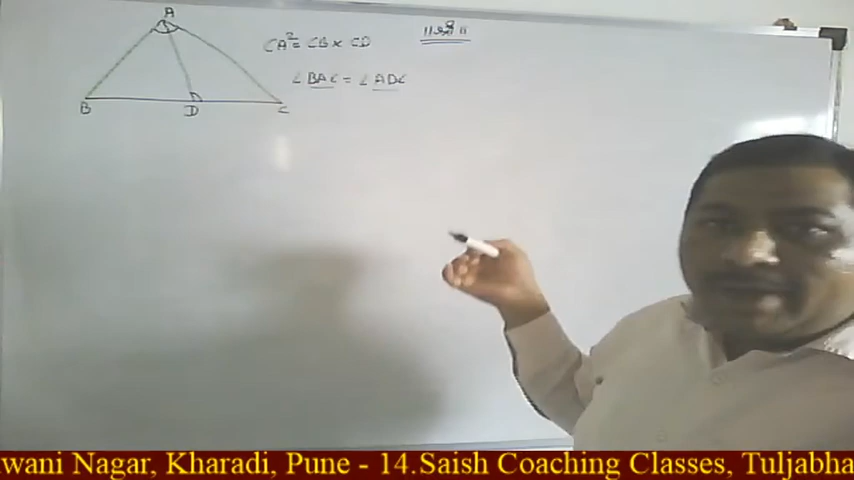 A
CA² = CB × CD
॥ श्री ॥
∠ BAC = ∠ ADC
B
D
C
wani Nagar, Kharadi, Pune - 14.Saish Coaching Classes, Tuljabha